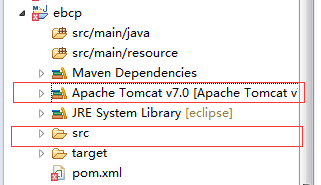 ebcp
src/main/java
src/main/resource
Maven Dependencies
Apache Tomcat v7.0 [Apache Tomcat v
JRE System Library [eclipse]
src
target
pom.xml